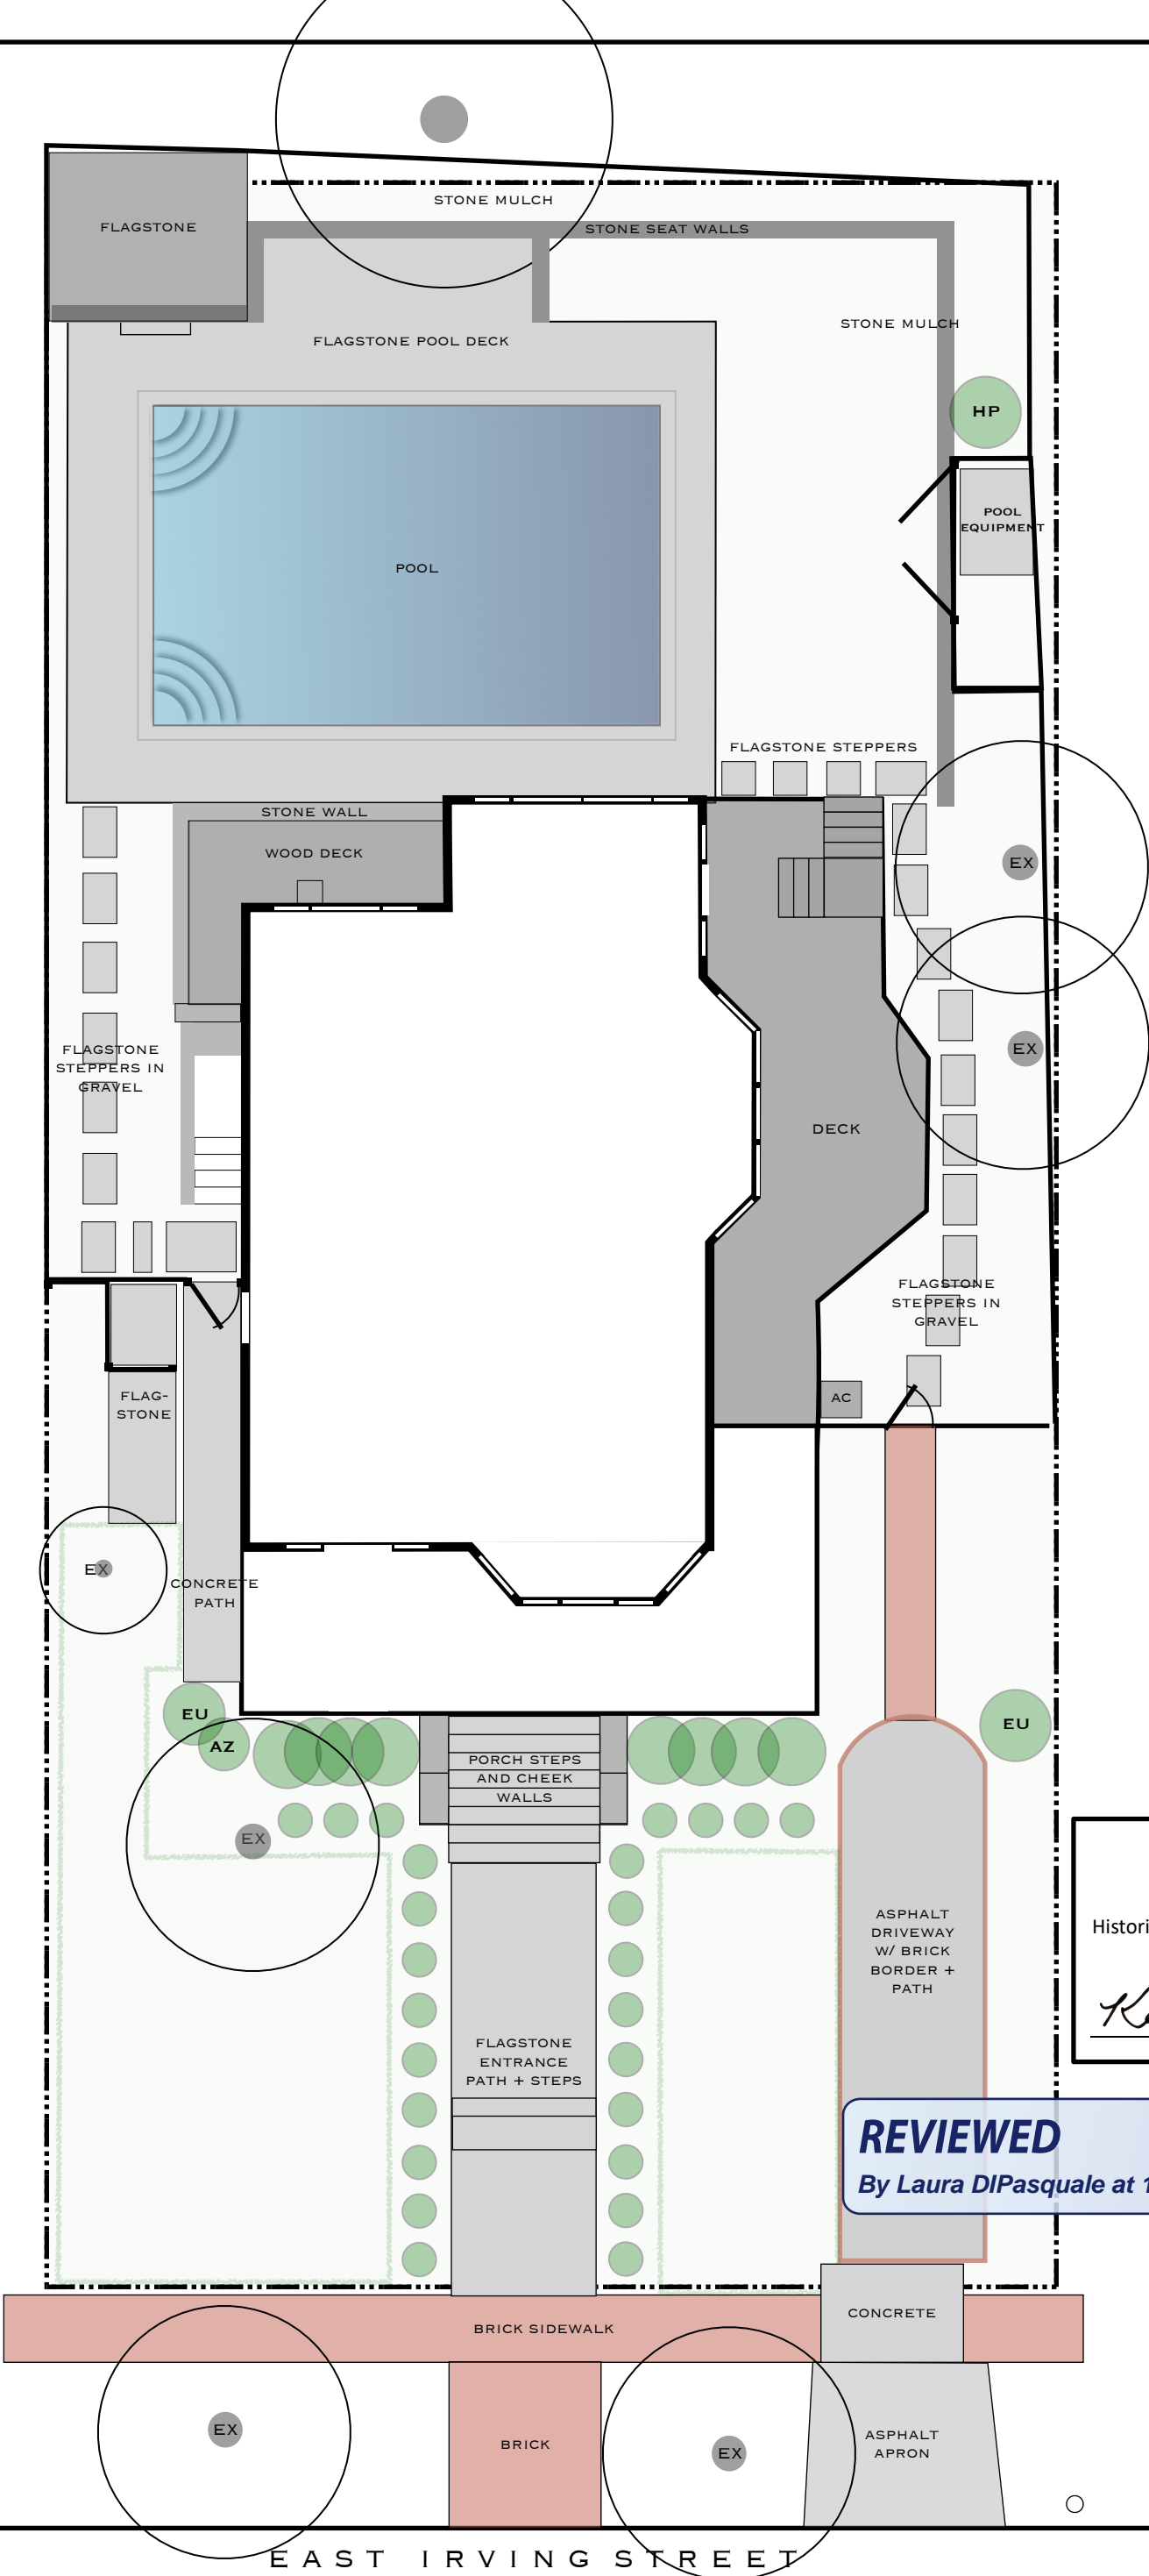 STONE MULCH
FLAGSTONE
STONE SEAT WALLS
STONE MULCH
FLAGSTONE POOL DECK
HP
POOL
EQUIPMENT
POOL
FLAGSTONE STEPPERS
STONE WALL
WOOD DECK
EX
EX
FLAGSTONE
STEPPERS IN
GRAVEL
DECK
FLAGSTONE
STEPPERS IN
GRAVEL
AC
FLAG-
STONE
EX
CONCRETE
PATH
EU
AZ
EU
PORCH STEPS
AND CHEEK
WALLS
EX
ASPHALT
DRIVEWAY
W/ BRICK
BORDER +
PATH
Histori
FLAGSTONE
ENTRANCE
PATH + STEPS
REVIEWED
By Laura DIPasquale at 1
CONCRETE
BRICK SIDEWALK
EX
BRICK
EX
ASPHALT
APRON
EAST IRVING STREET